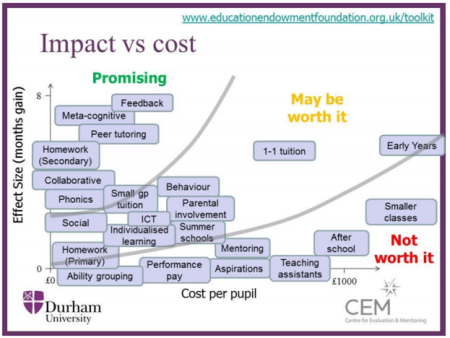 www.educationendowmentfoundation.org.uk/toolkit
Impact vs cost
Promising
May be
worth it
Not
worth it
Effect Size (months gain)
8
0
Feedback
Meta-cognitive
Peer tutoring
Homework
(Secondary)
1-1 tuition
Early Years
Collaborative
Phonics
Small gp
tuition
Behaviour
Parental
involvement
Smaller
classes
Social
ICT
Individualised
learning
Summer
schools
After
school
Homework
(Primary)
Mentoring
Ability grouping
Performance
pay
Aspirations
Teaching
assistants
£0
£1000
Cost per pupil
Durham
University
CEM
Centre for Evaluation & Monitoring